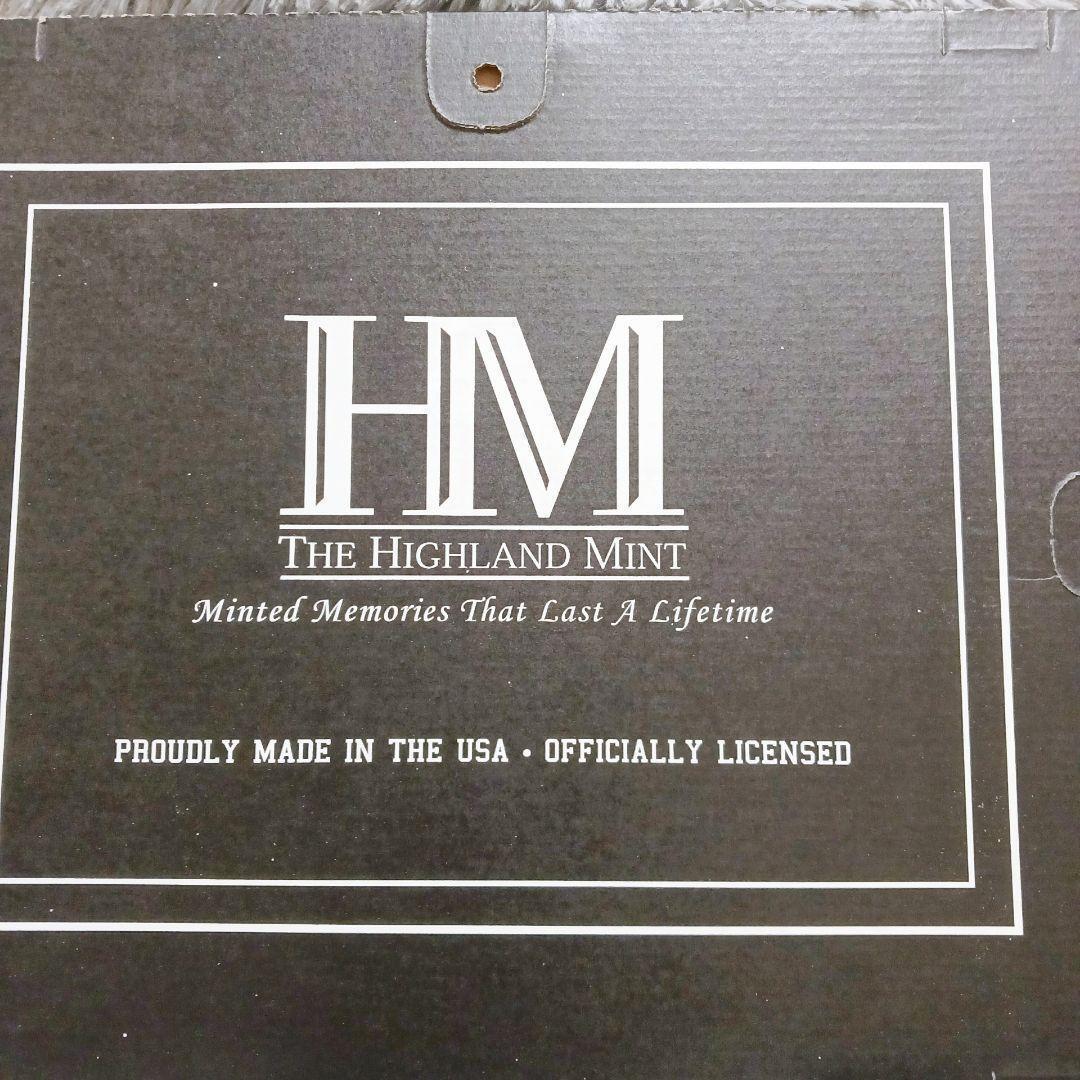 HM
THE HIGHLAND MINT
Minted Memories That Last A Lifetime
PROUDLY MADE IN THE USA • OFFICIALLY LICENSED